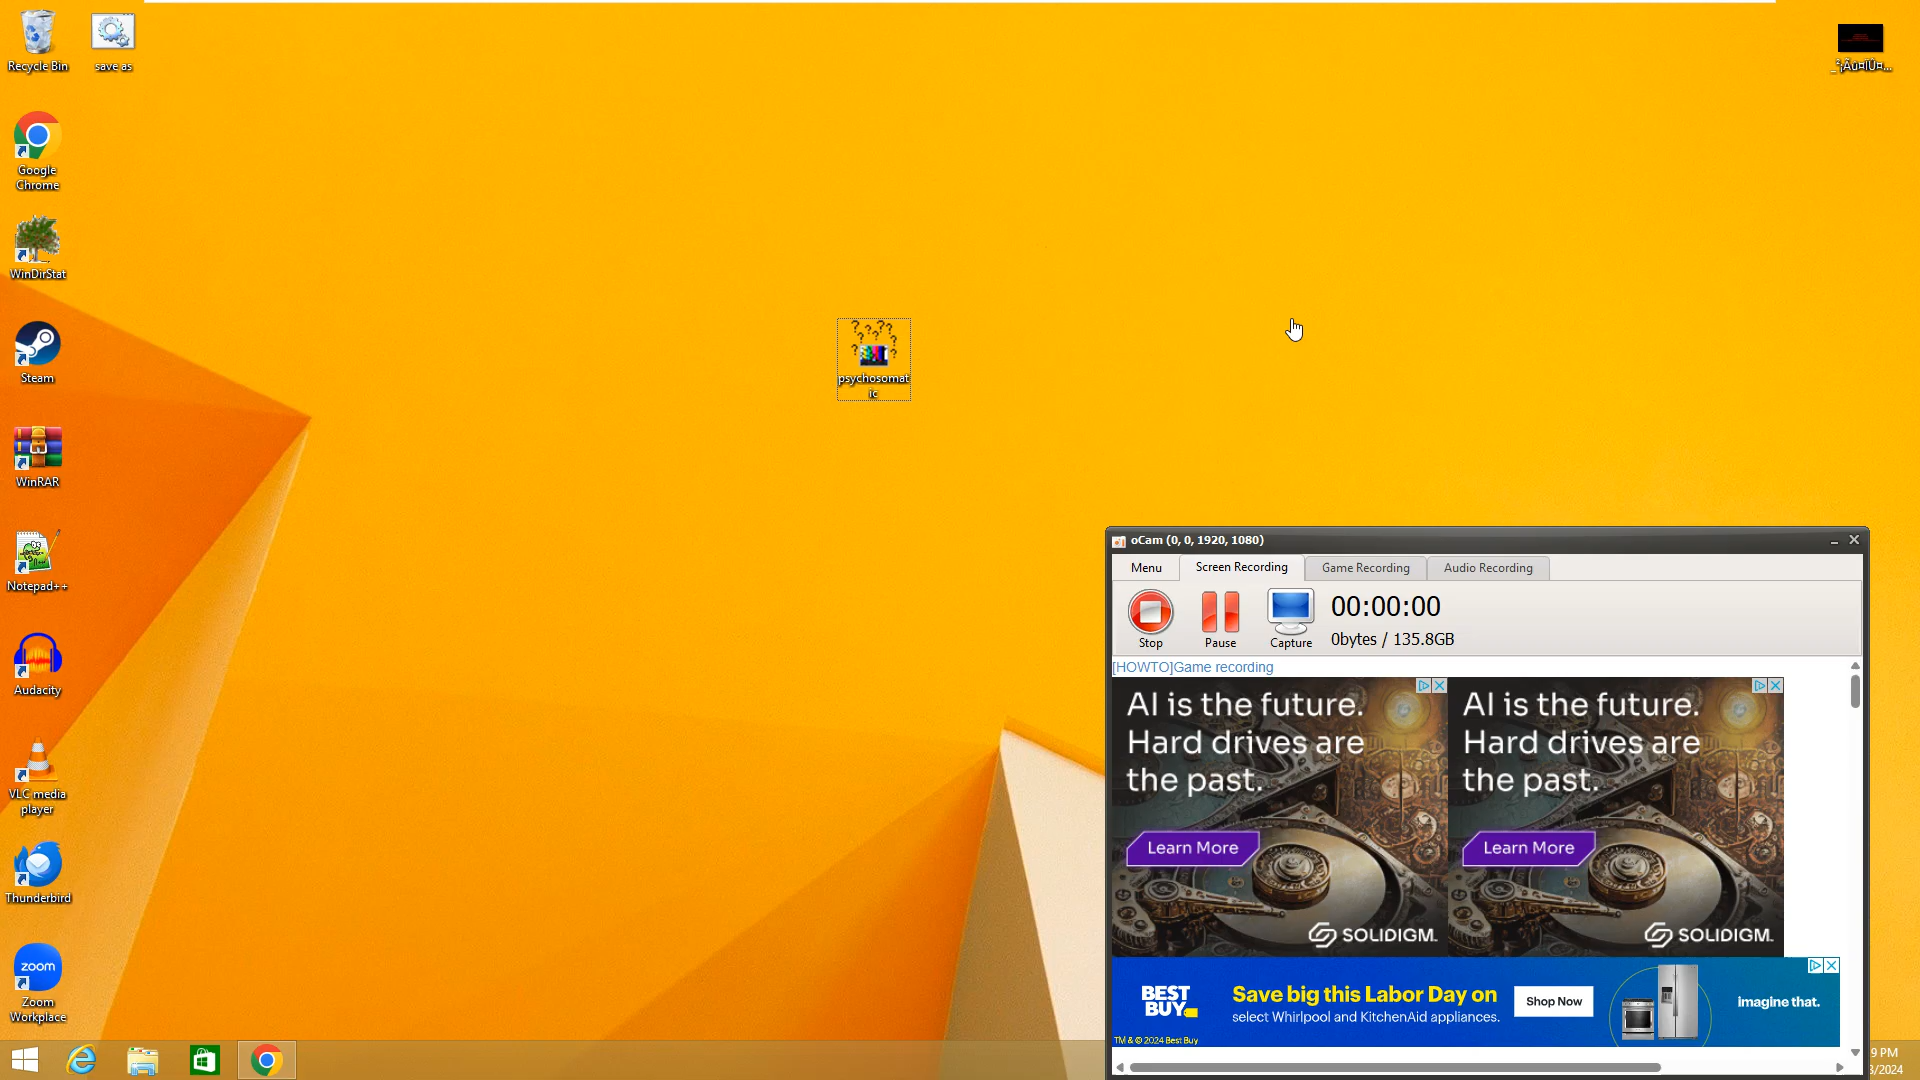 Recycle Bin
save as
Google
Chrome
WinDirStat
Steam
WinRAR
Notepad++
Audacity
VLC media
player
Thunderbird
zoom
Zoom
Workplace
psychosomat
ic
oCam (0, 0, 1920, 1080)
Menu
Screen Recording
Game Recording
Audio Recording
Stop
Pause
Capture
00:00:00
0bytes / 135.8GB
[HOWTO]Game recording
AI is the future.
Hard drives are
the past.
Learn More
SOLIDIGM
AI is the future.
Hard drives are
the past.
Learn More
SOLIDIGM
BEST
BUY
Save big this Labor Day on
select Whirlpool and KitchenAid appliances.
Shop Now
imagine that.
TM & © 2024 Best Buy
9 PM
/2024